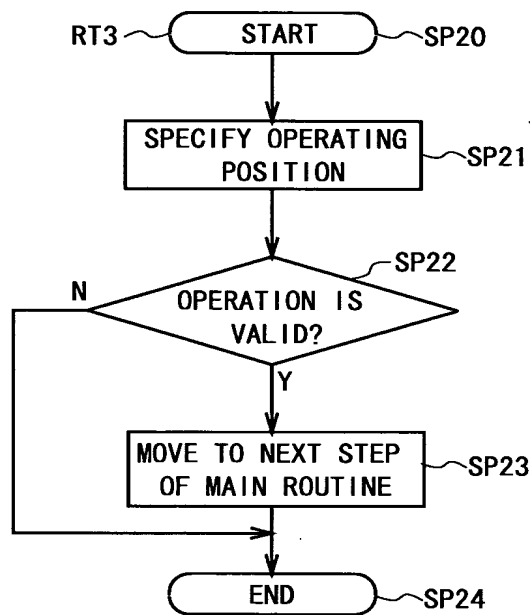 RT3 START SP20
SPECIFY OPERATING
POSITION
SP21
SP22
N
OPERATION IS
VALID?
Y
MOVE TO NEXT STEP
OF MAIN ROUTINE
SP23
END SP24